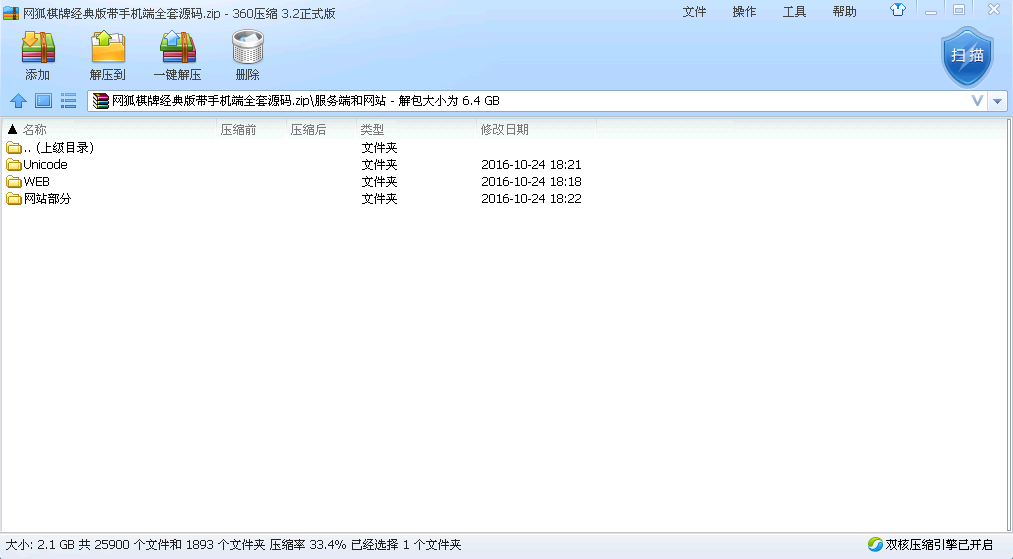 网狐棋牌经典版带手机端全套源码.zip - 360压缩 3.2正式版 文件 操作 工具 帮助
添加 解压到 一键解压 删除 扫描
网狐棋牌经典版带手机端全套源码.zip\服务端和网站 - 解包大小为 6.4 GB
名称 压缩前 压缩后 类型 修改日期
.. (上级目录) 文件夹
Unicode 文件夹 2016-10-24 18:21
WEB 文件夹 2016-10-24 18:18
网站部分 文件夹 2016-10-24 18:22
大小: 2.1 GB 共 25900 个文件和 1893 个文件夹 压缩率 33.4% 已经选择 1 个文件夹 双核压缩引擎已开启